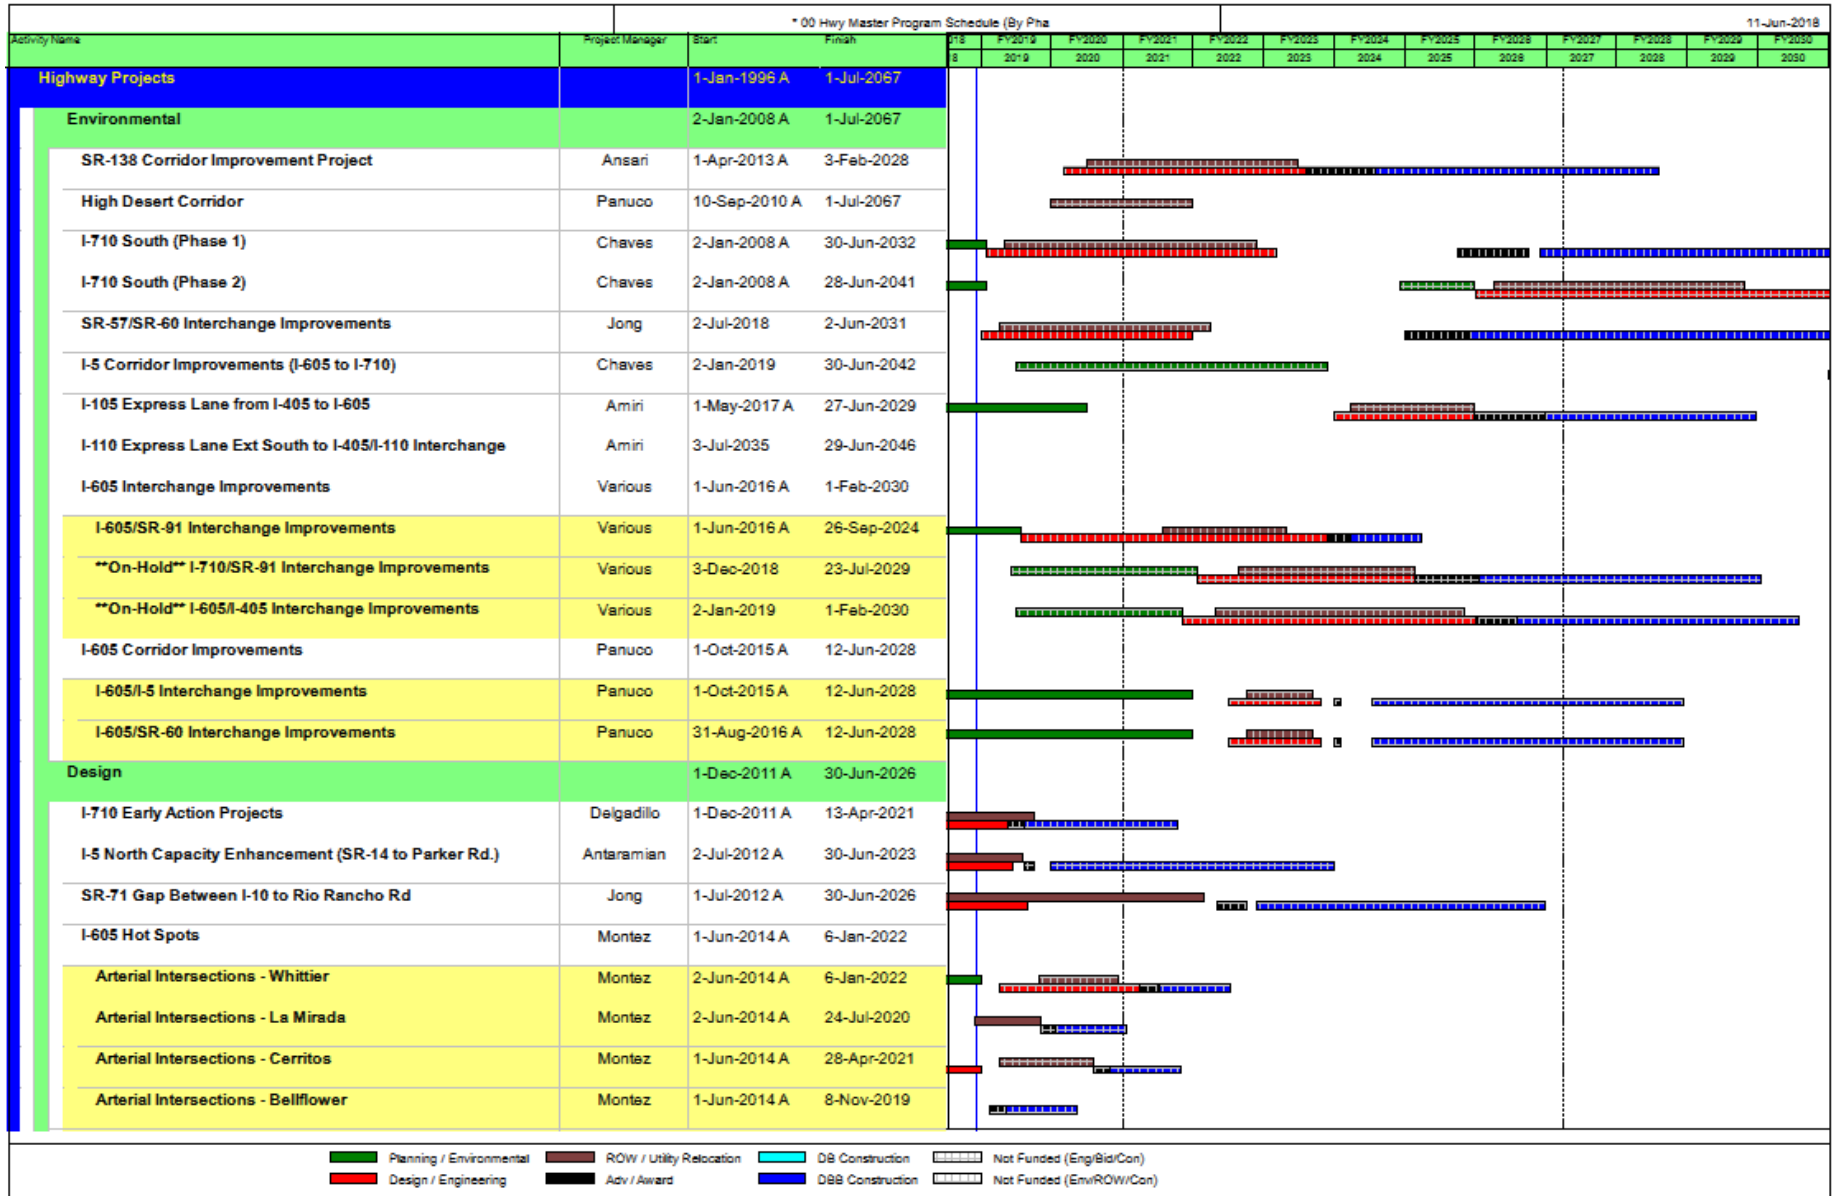 * 00 Hwy Master Program Schedule (By Pha 11-Jun-2018
Activity Name Project Manager Start Finish 018 FY2019 FY2020 FY2021 FY2022 FY2023 FY2024 FY2025 FY2026 FY2027 FY2028 FY2029 FY2030
8 2019 2020 2021 2022 2023 2024 2025 2026 2027 2028 2029 2030
Highway Projects 1-Jan-1996 A 1-Jul-2067
Environmental 2-Jan-2008 A 1-Jul-2067
SR-138 Corridor Improvement Project Ansari 1-Apr-2013 A 3-Feb-2028
High Desert Corridor Panuco 10-Sep-2010 A 1-Jul-2067
I-710 South (Phase 1) Chaves 2-Jan-2008 A 30-Jun-2032
I-710 South (Phase 2) Chaves 2-Jan-2008 A 28-Jun-2041
SR-57/SR-60 Interchange Improvements Jong 2-Jul-2018 2-Jun-2031
I-5 Corridor Improvements (I-605 to I-710) Chaves 2-Jan-2019 30-Jun-2042
I-105 Express Lane from I-405 to I-605 Amiri 1-May-2017 A 27-Jun-2029
I-110 Express Lane Ext South to I-405/I-110 Interchange Amiri 3-Jul-2035 29-Jun-2046
I-605 Interchange Improvements Various 1-Jun-2016 A 1-Feb-2030
I-605/SR-91 Interchange Improvements Various 1-Jun-2016 A 26-Sep-2024
**On-Hold** I-710/SR-91 Interchange Improvements Various 3-Dec-2018 23-Jul-2029
**On-Hold** I-605/I-405 Interchange Improvements Various 2-Jan-2019 1-Feb-2030
I-605 Corridor Improvements Panuco 1-Oct-2015 A 12-Jun-2028
I-605/I-5 Interchange Improvements Panuco 1-Oct-2015 A 12-Jun-2028
I-605/SR-60 Interchange Improvements Panuco 31-Aug-2016 A 12-Jun-2028
Design 1-Dec-2011 A 30-Jun-2026
I-710 Early Action Projects Delgadillo 1-Dec-2011 A 13-Apr-2021
I-5 North Capacity Enhancement (SR-14 to Parker Rd.) Antaramian 2-Jul-2012 A 30-Jun-2023
SR-71 Gap Between I-10 to Rio Rancho Rd Jong 1-Jul-2012 A 30-Jun-2026
I-605 Hot Spots Montez 1-Jun-2014 A 6-Jan-2022
Arterial Intersections - Whittier Montez 2-Jun-2014 A 6-Jan-2022
Arterial Intersections - La Mirada Montez 2-Jun-2014 A 24-Jul-2020
Arterial Intersections - Cerritos Montez 1-Jun-2014 A 28-Apr-2021
Arterial Intersections - Bellflower Montez 1-Jun-2014 A 8-Nov-2019
Planning / Environmental ROW / Utility Relocation DB Construction Not Funded (Eng/Bid/Con)
Design / Engineering Adv / Award DBB Construction Not Funded (Env/ROW/Con)